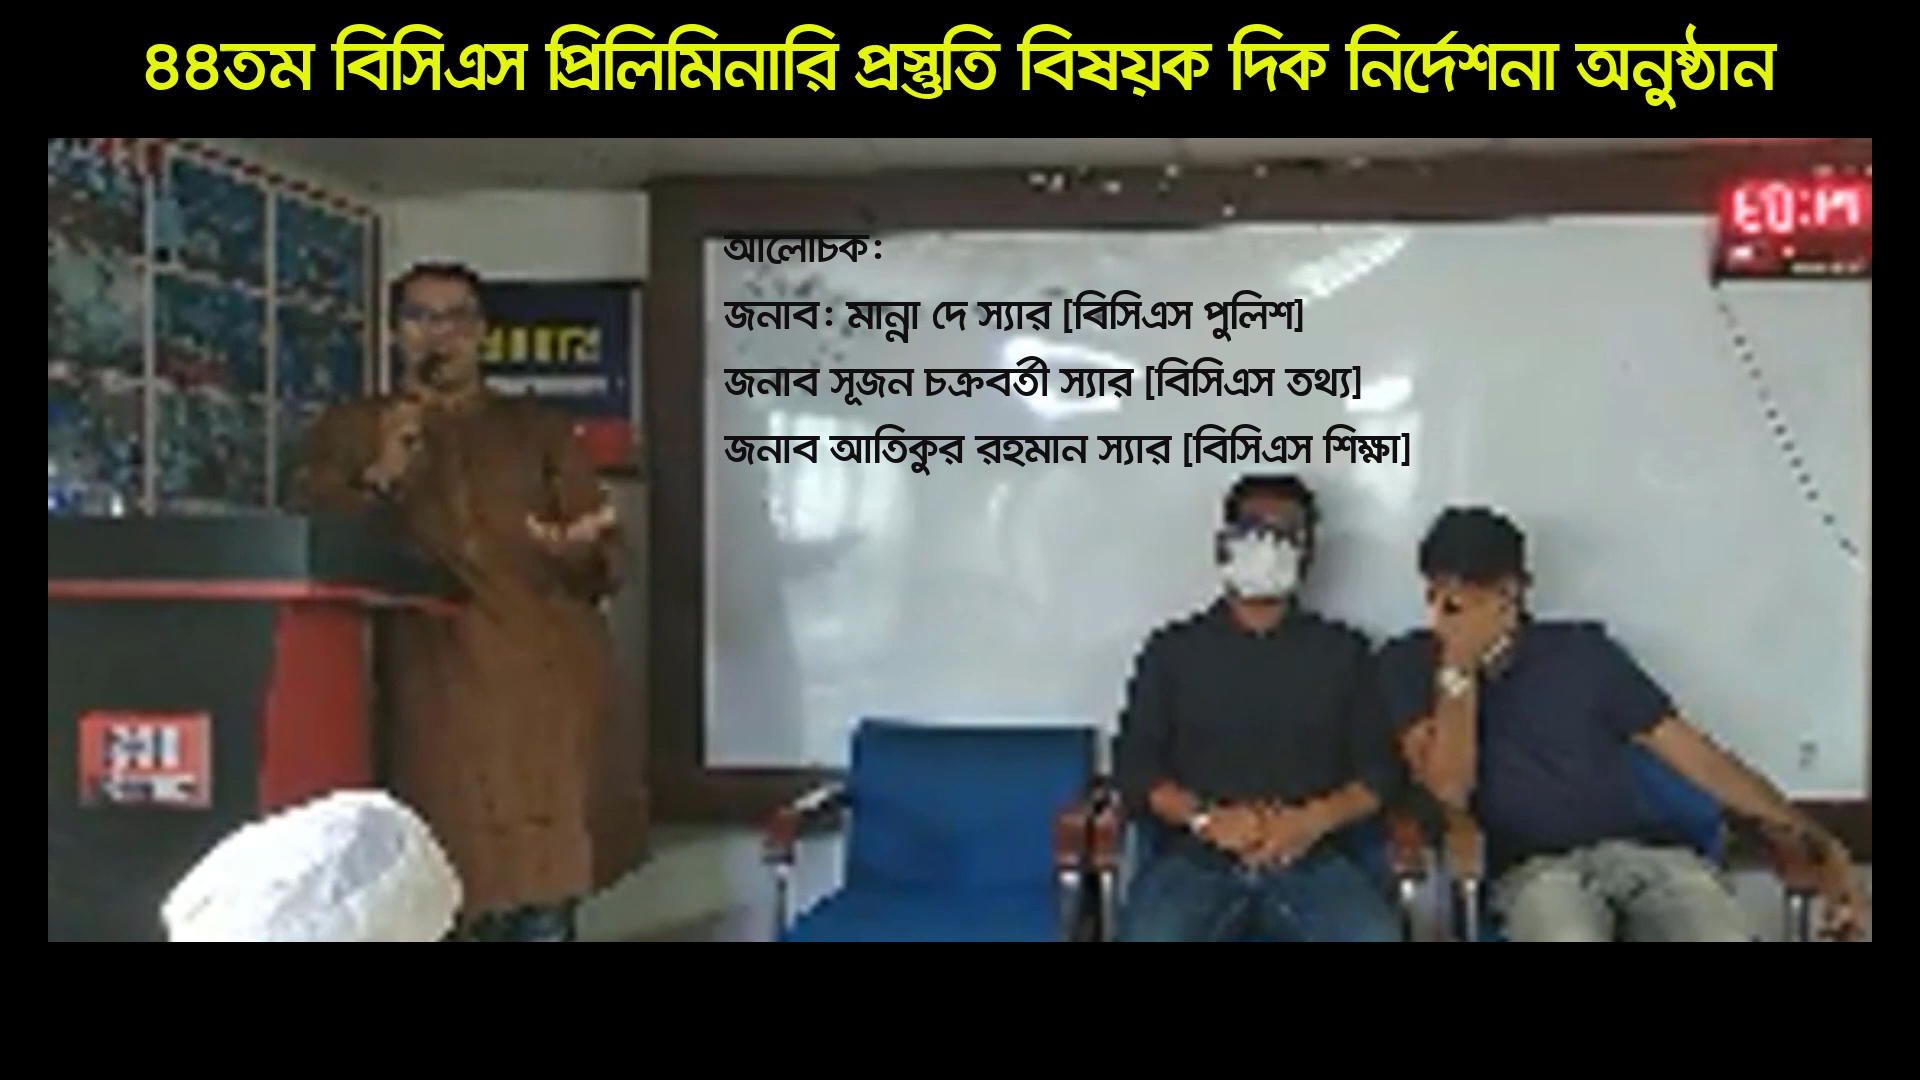 ৪৪তম বিসিএস প্রিলিমিনারি প্রস্তুতি বিষয়ক দিক নির্দেশনা অনুষ্ঠান
আলোচক:
জনাব: মান্না দে স্যার [বিসিএস পুলিশ]
জনাব সূজন চক্রবর্তী স্যার [বিসিএস তথ্য]
জনাব আতিকুর রহমান স্যার [বিসিএস শিক্ষা]